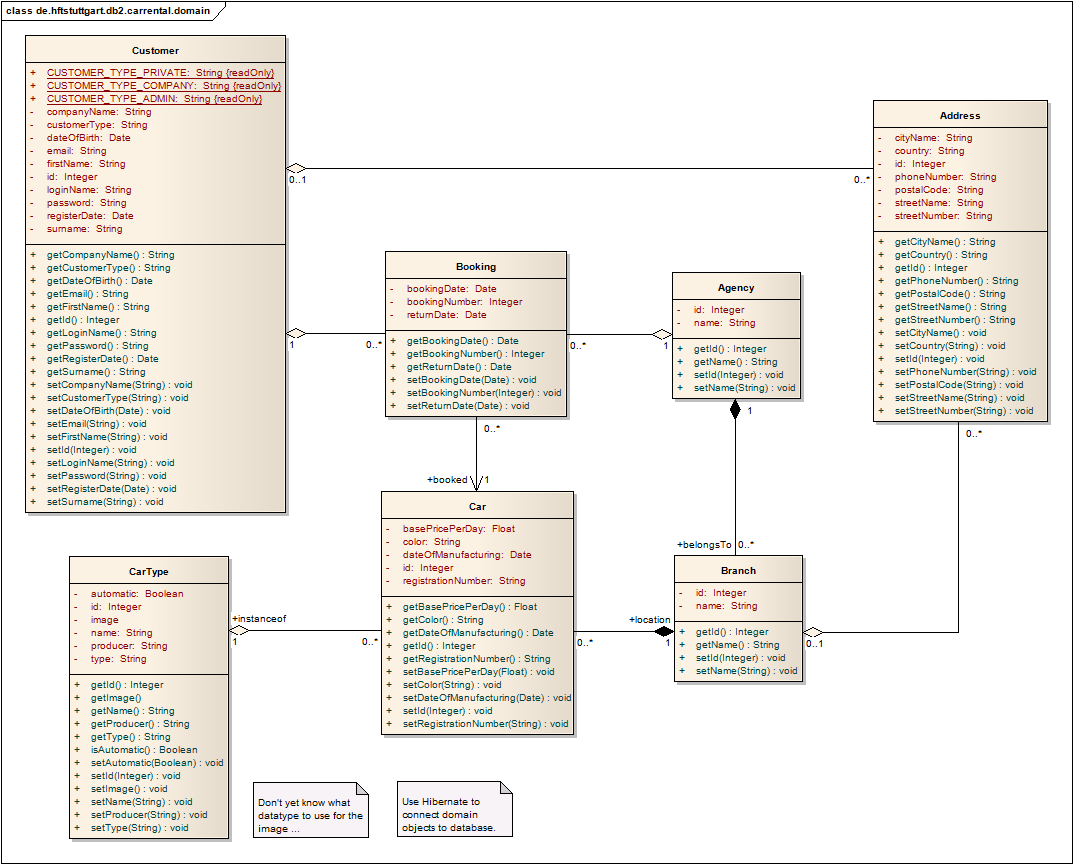 class de.hftstuttgart.db2.carrental.domain
Customer
+ CUSTOMER_TYPE_PRIVATE: String {readOnly}
+ CUSTOMER_TYPE_COMPANY: String {readOnly}
+ CUSTOMER_TYPE_ADMIN: String {readOnly}
- companyName: String
- customerType: String
- dateOfBirth: Date
- email: String
- firstName: String
- id: Integer
- loginName: String
- password: String
- registerDate: Date
- surname: String
+ getCompanyName() : String
+ getCustomerType() : String
+ getDateOfBirth() : Date
+ getEmail() : String
+ getFirstName() : String
+ getId() : Integer
+ getLoginName() : String
+ getPassword() : String
+ getRegisterDate() : Date
+ getSurname() : String
+ setCompanyName(String) : void
+ setCustomerType(String) : void
+ setDateOfBirth(Date) : void
+ setEmail(String) : void
+ setFirstName(String) : void
+ setId(Integer) : void
+ setLoginName(String) : void
+ setPassword(String) : void
+ setRegisterDate(Date) : void
+ setSurname(String) : void
0..1
0..*
Address
- cityName: String
- country: String
- id: Integer
- phoneNumber: String
- postalCode: String
- streetName: String
- streetNumber: String
+ getCityName() : String
+ getCountry() : String
+ getId() : Integer
+ getPhoneNumber() : String
+ getPostalCode() : String
+ getStreetName() : String
+ getStreetNumber() : String
+ setCityName() : void
+ setCountry(String) : void
+ setId(Integer) : void
+ setPhoneNumber(String) : void
+ setPostalCode(String) : void
+ setStreetName(String) : void
+ setStreetNumber(String) : void
0..*
1
0..*
Booking
- bookingDate: Date
- bookingNumber: Integer
- returnDate: Date
+ getBookingDate() : Date
+ getBookingNumber() : Integer
+ getReturnDate() : Date
+ setBookingDate(Date) : void
+ setBookingNumber(Integer) : void
+ setReturnDate(Date) : void
0..*
1
Agency
- id: Integer
- name: String
+ getId() : Integer
+ getName() : String
+ setId(Integer) : void
+ setName(String) : void
1
0..*
+booked
1
Car
- basePricePerDay: Float
- color: String
- dateOfManufacturing: Date
- id: Integer
- registrationNumber: String
+ getBasePricePerDay() : Float
+ getColor() : String
+ getDateOfManufacturing() : Date
+ getId() : Integer
+ getRegistrationNumber() : String
+ setBasePricePerDay(Float) : void
+ setColor(String) : void
+ setDateOfManufacturing(Date) : void
+ setId(Integer) : void
+ setRegistrationNumber(String) : void
+belongsTo 0..*
Branch
- id: Integer
- name: String
+ getId() : Integer
+ getName() : String
+ setId(Integer) : void
+ setName(String) : void
0..1
+location
0..*
1
CarType
- automatic: Boolean
- id: Integer
- image
- name: String
- producer: String
- type: String
+ getId() : Integer
+ getImage()
+ getName() : String
+ getProducer() : String
+ getType() : String
+ isAutomatic() : Boolean
+ setAutomatic(Boolean) : void
+ setId(Integer) : void
+ setImage() : void
+ setName(String) : void
+ setProducer(String) : void
+ setType(String) : void
+instanceof
1
0..*
Don't yet know what
datatype to use for the
image ...
Use Hibernate to
connect domain
objects to database.